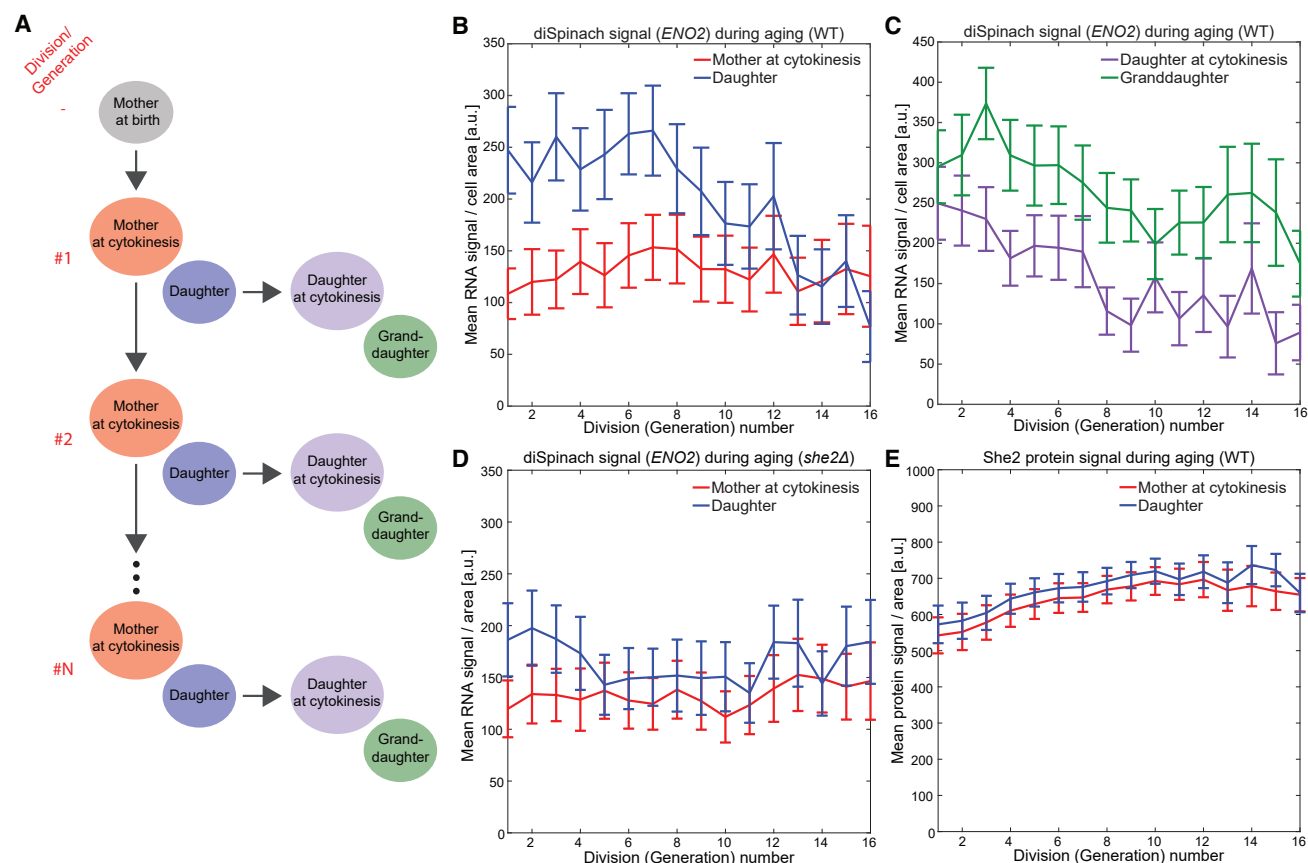 A
Division/
Generation
-
Mother
at birth
Mother
at cytokinesis
#1
Daughter
Daughter
at cytokinesis
Grand-
daughter
Mother
at cytokinesis
#2
Daughter
Daughter
at cytokinesis
Grand-
daughter
Mother
at cytokinesis
#N
Daughter
Daughter
at cytokinesis
Grand-
daughter
B
diSpinach signal (ENO2) during aging (WT)
Mother at cytokinesis
Daughter
Mean RNA signal / cell area [a.u.]
350
300
250
200
150
100
50
0
2 4 6 8 10 12 14 16
Division (Generation) number
C
diSpinach signal (ENO2) during aging (WT)
Daughter at cytokinesis
Granddaughter
Mean RNA signal / cell area [a.u.]
450
400
350
300
250
200
150
100
50
0
2 4 6 8 10 12 14 16
Division (Generation) number
D
diSpinach signal (ENO2) during aging (she2Δ)
Mother at cytokinesis
Daughter
Mean RNA signal / area [a.u.]
350
300
250
200
150
100
50
0
2 4 6 8 10 12 14 16
Division (Generation) number
E
She2 protein signal during aging (WT)
Mother at cytokinesis
Daughter
Mean protein signal / area [a.u.]
1000
900
800
700
600
500
400
300
200
100
0
2 4 6 8 10 12 14 16
Division (Generation) number